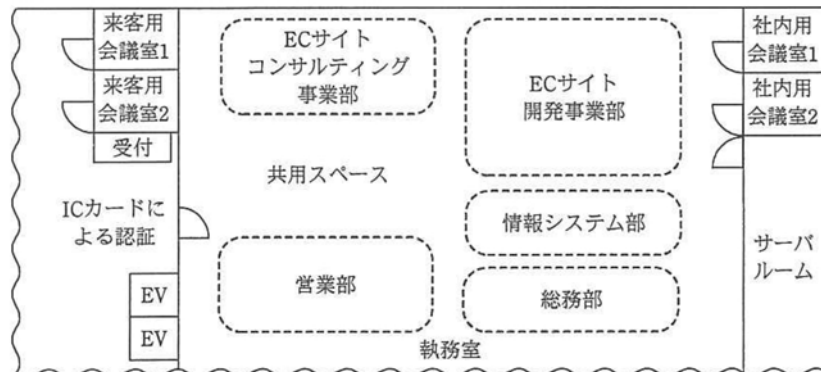 来客用
会議室1
来客用
会議室2
受付
ICカードに
よる認証
EV
EV
ECサイト
コンサルティング
事業部
共用スペース
営業部
ECサイト
開発事業部
情報システム部
総務部
執務室
社内用
会議室1
社内用
会議室2
サーバ
ルーム